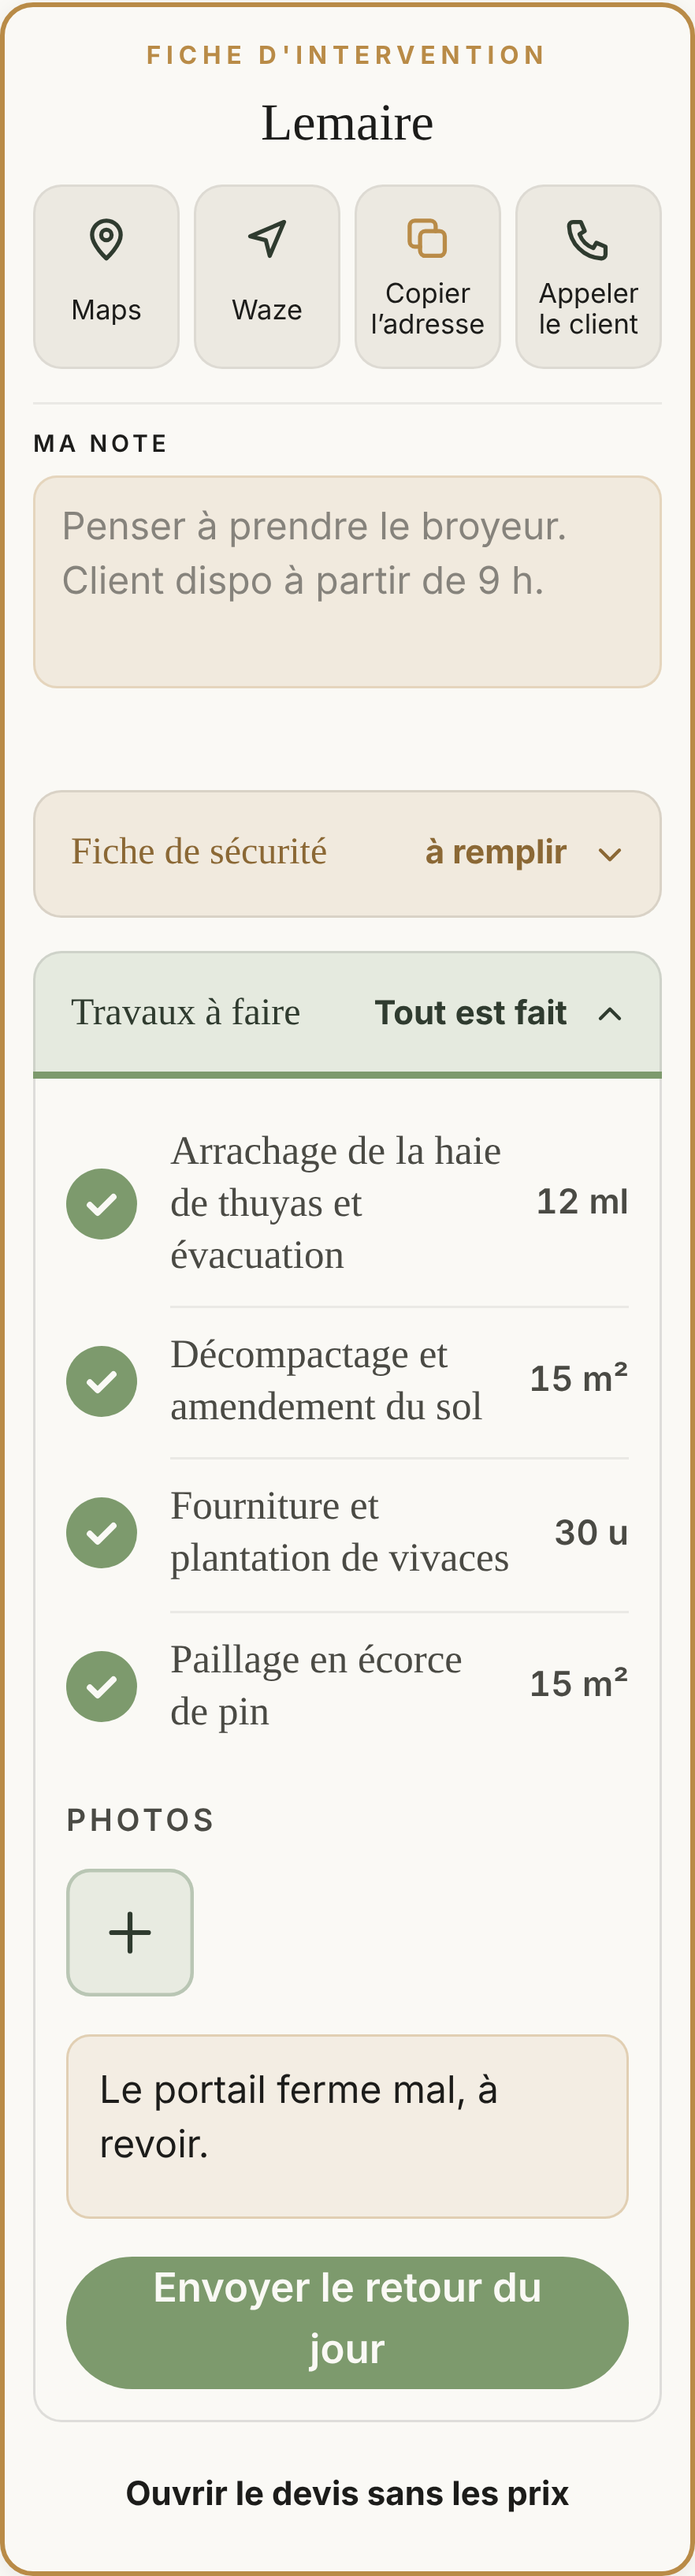 FICHE D'INTERVENTION
Lemaire
Maps
Waze
Copier
l’adresse
Appeler
le client
MA NOTE
Penser à prendre le broyeur.
Client dispo à partir de 9 h.
Fiche de sécurité
à remplir
Travaux à faire
Tout est fait
Arrachage de la haie
de thuyas et
évacuation
12 ml
Décompactage et
amendement du sol
15 m²
Fourniture et
plantation de vivaces
30 u
Paillage en écorce
de pin
15 m²
PHOTOS
Le portail ferme mal, à
revoir.
Envoyer le retour du
jour
Ouvrir le devis sans les prix